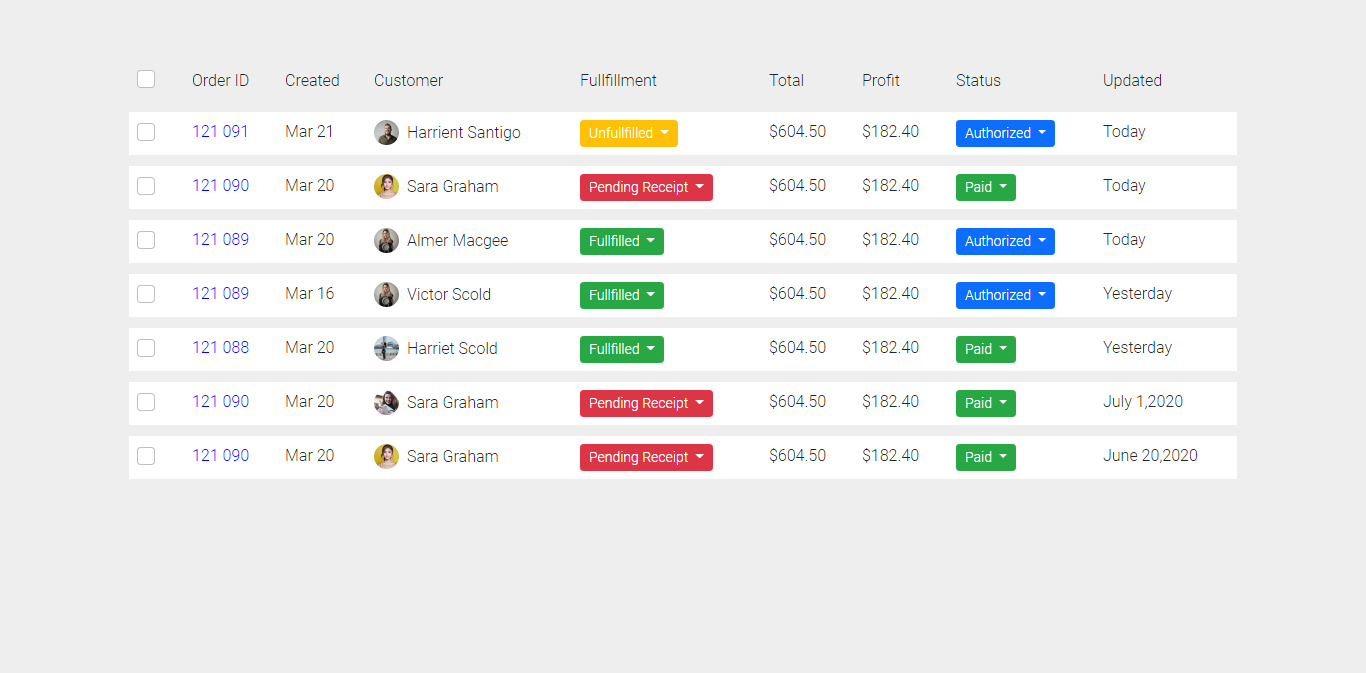 Order ID Created Customer Fullfillment Total Profit Status Updated
121 091 Mar 21 Harrient Santigo Unfullfilled $604.50 $182.40 Authorized Today
121 090 Mar 20 Sara Graham Pending Receipt $604.50 $182.40 Paid Today
121 089 Mar 20 Almer Macgee Fullfilled $604.50 $182.40 Authorized Today
121 089 Mar 16 Victor Scold Fullfilled $604.50 $182.40 Authorized Yesterday
121 088 Mar 20 Harriet Scold Fullfilled $604.50 $182.40 Paid Yesterday
121 090 Mar 20 Sara Graham Pending Receipt $604.50 $182.40 Paid July 1,2020
121 090 Mar 20 Sara Graham Pending Receipt $604.50 $182.40 Paid June 20,2020